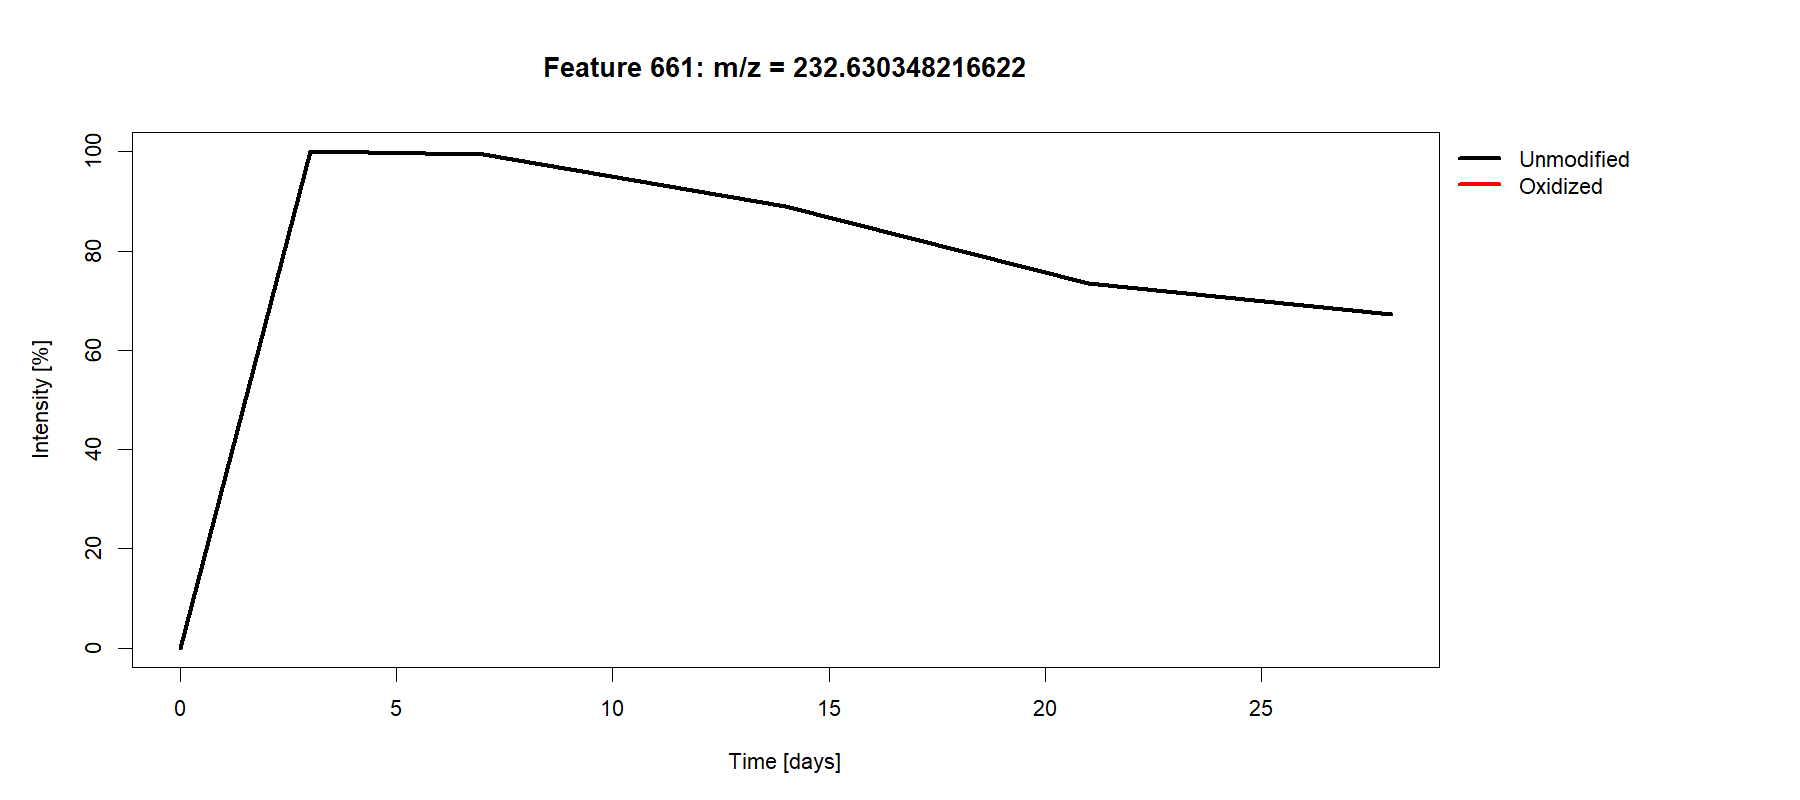 Feature 661: m/z = 232.630348216622
Unmodified
Oxidized
Intensity [%]
100
80
60
40
20
0
0 5 10 15 20 25
Time [days]